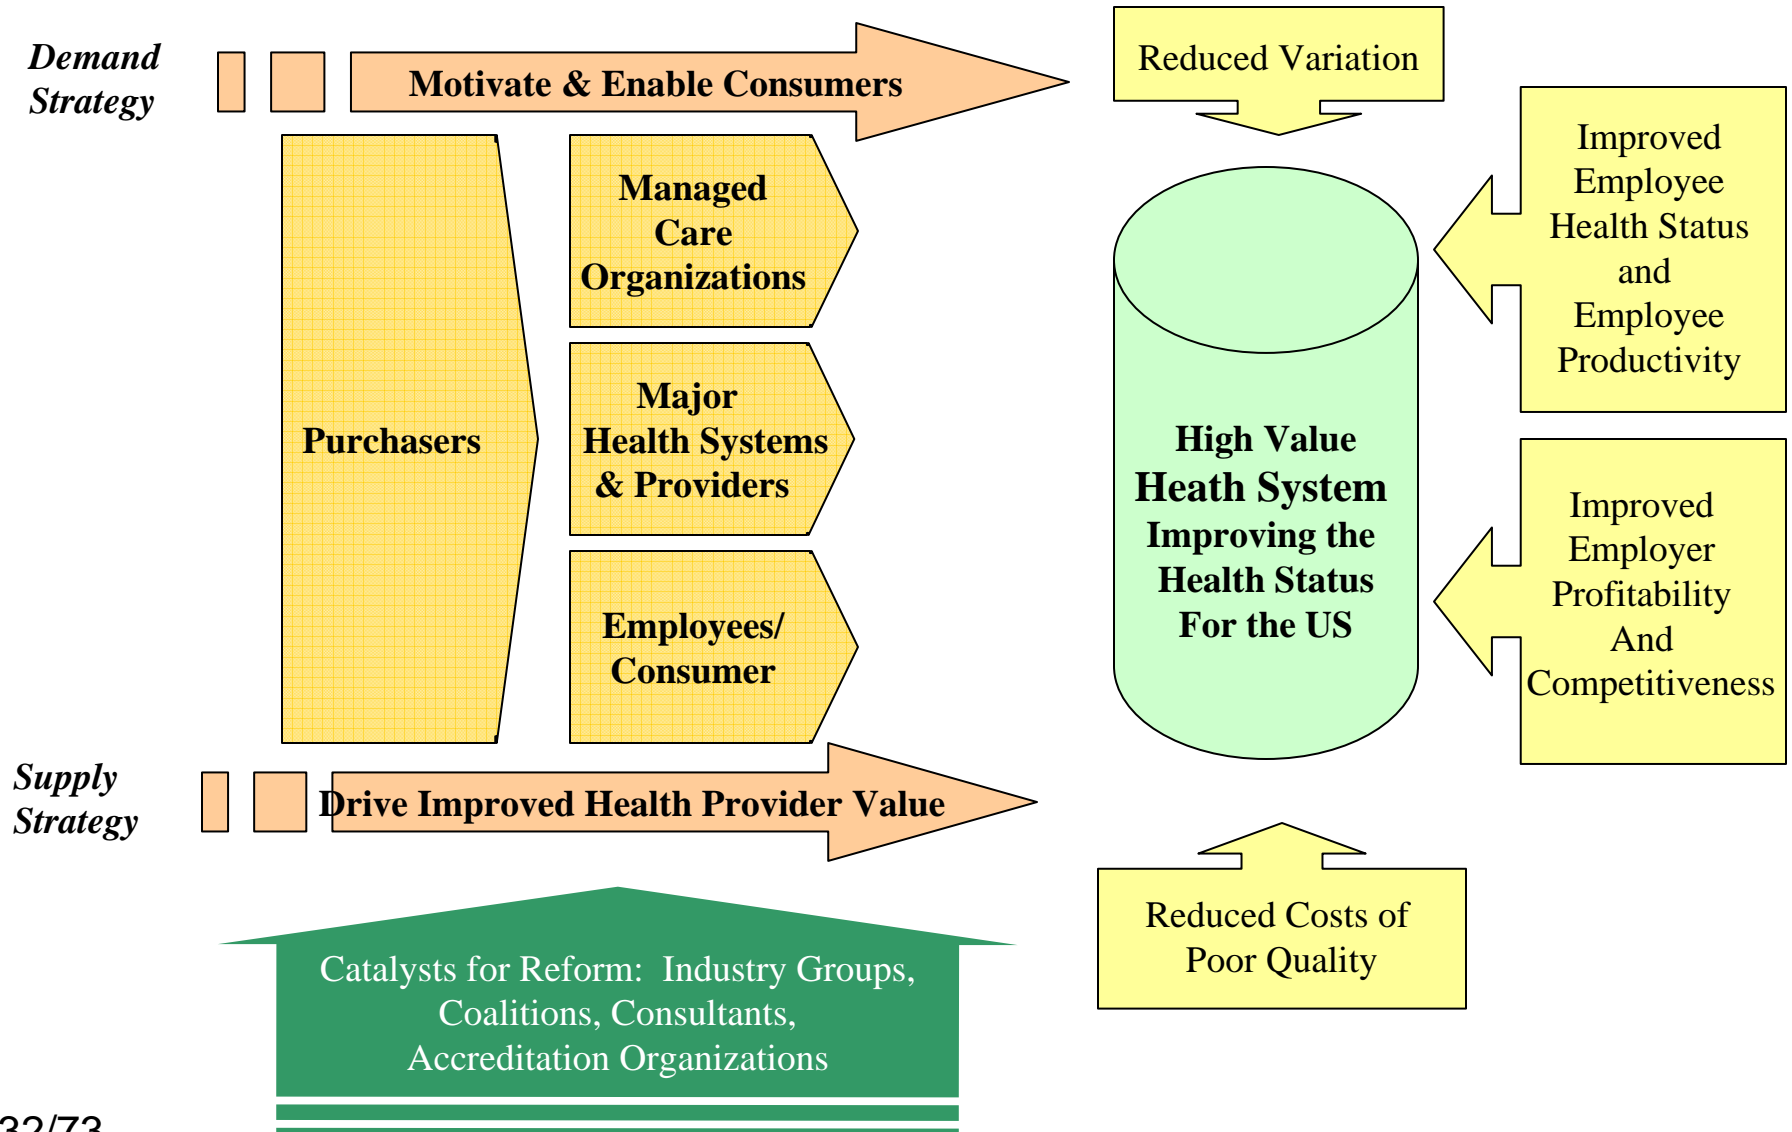 Demand
Strategy
Motivate & Enable Consumers
Reduced Variation
Purchasers
Managed
Care
Organizations
Major
Health Systems
& Providers
Employees/
Consumer
High Value
Heath System
Improving the
Health Status
For the US
Improved
Employee
Health Status
and
Employee
Productivity
Improved
Employer
Profitability
And
Competitiveness
Supply
Strategy
Drive Improved Health Provider Value
Reduced Costs of
Poor Quality
Catalysts for Reform: Industry Groups,
Coalitions, Consultants,
Accreditation Organizations
32/73